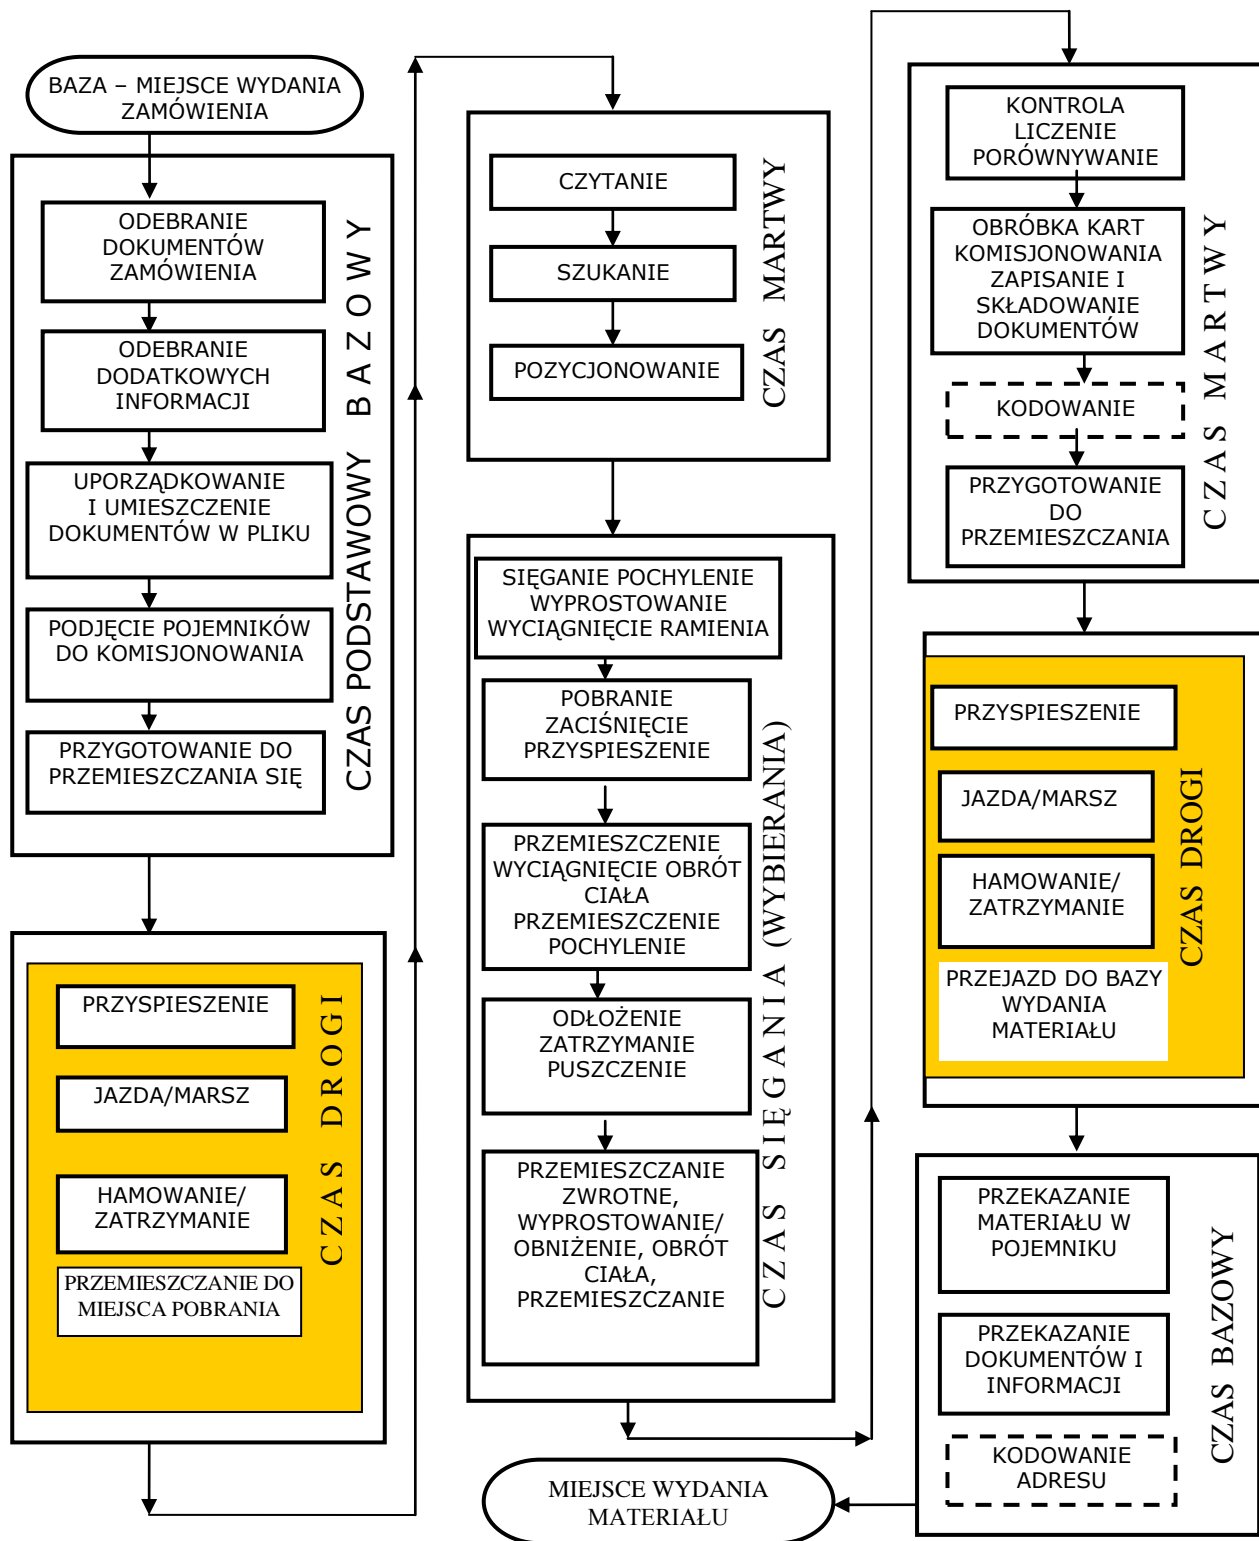 BAZA – MIEJSCE WYDANIA
ZAMÓWIENIA
ODEBRANIE
DOKUMENTÓW
ZAMÓWIENIA
ODEBRANIE
DODATKOWYCH
INFORMACJI
UPORZĄDKOWANIE
I UMIESZCZENIE
DOKUMENTÓW W PLIKU
PODJĘCIE POJEMNIKÓW
DO KOMISJONOWANIA
PRZYGOTOWANIE DO
PRZEMIESZCZANIA SIĘ
CZAS PODSTAWOWY BAZOWY
PRZYSPIESZENIE
JAZDA/MARSZ
HAMOWANIE/
ZATRZYMANIE
PRZEMIESZCZANIE DO
MIEJSCA POBRANIA
CZAS DROGI
CZYTANIE
SZUKANIE
POZYCJONOWANIE
CZAS MARTWY
SIĘGANIE POCHYLENIE
WYPROSTOWANIE
WYCIĄGNIĘCIE RAMIENIA
POBRANIE
ZACIŚNIĘCIE
PRZYSPIESZENIE
PRZEMIESZCZENIE
WYCIĄGNIĘCIE OBRÓT
CIAŁA
PRZEMIESZCZENIE
POCHYLENIE
ODŁOŻENIE
ZATRZYMANIE
PUSZCZENIE
PRZEMIESZCZANIE
ZWROTNE,
WYPROSTOWANIE/
OBNIŻENIE, OBRÓT
CIAŁA,
PRZEMIESZCZANIE
CZAS SIĘGANIA (WYBIERANIA)
KONTROLA
LICZENIE
PORÓWNYWANIE
OBRÓBKA KART
KOMISJONOWANIA
ZAPISANIE I
SKŁADOWANIE
DOKUMENTÓW
KODOWANIE
PRZYGOTOWANIE
DO
PRZEMIESZCZANIA
CZAS MARTWY
PRZYSPIESZENIE
JAZDA/MARSZ
HAMOWANIE/
ZATRZYMANIE
PRZEJAZD DO BAZY
WYDANIA
MATERIAŁU
CZAS DROGI
PRZEKAZANIE
MATERIAŁU W
POJEMNIKU
PRZEKAZANIE
DOKUMENTÓW I
INFORMACJI
KODOWANIE
ADRESU
CZAS BAZOWY
MIEJSCE WYDANIA
MATERIAŁU